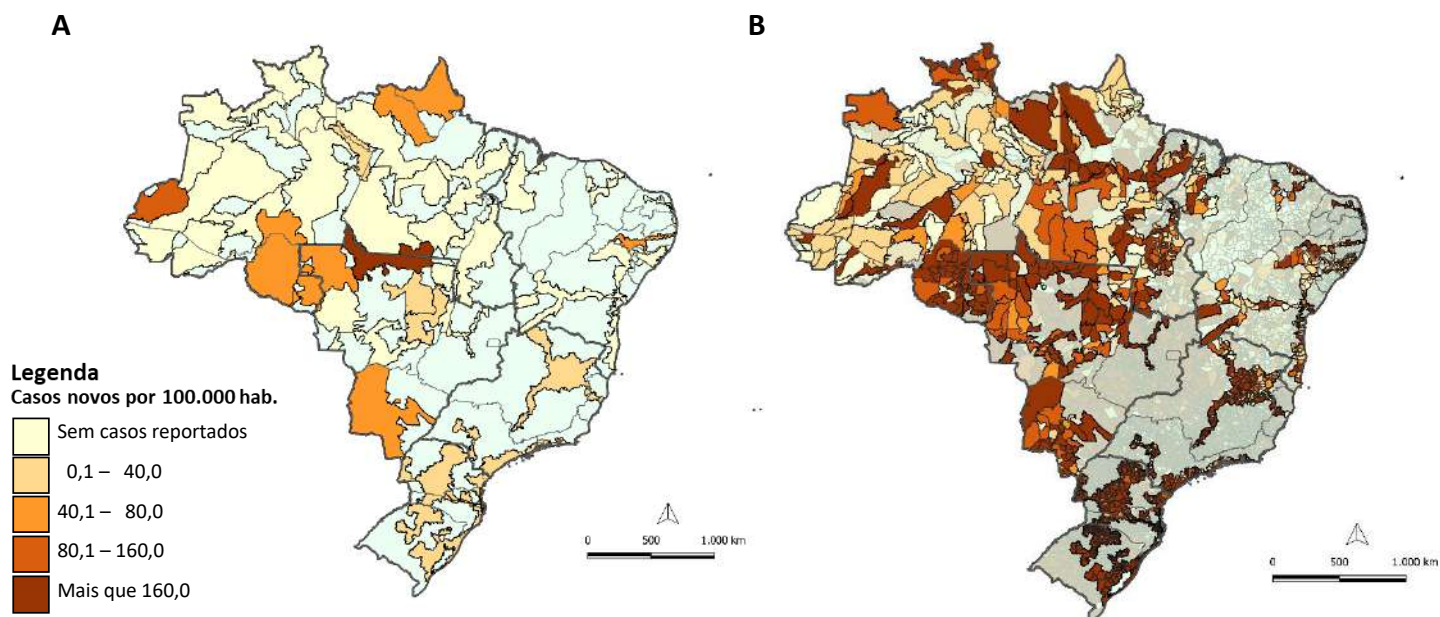 A
B
Legenda
Casos novos por 100.000 hab.
Sem casos reportados
0,1 – 40,0
40,1 – 80,0
80,1 – 160,0
Mais que 160,0
0 500 1.000 km
0 500 1.000 km